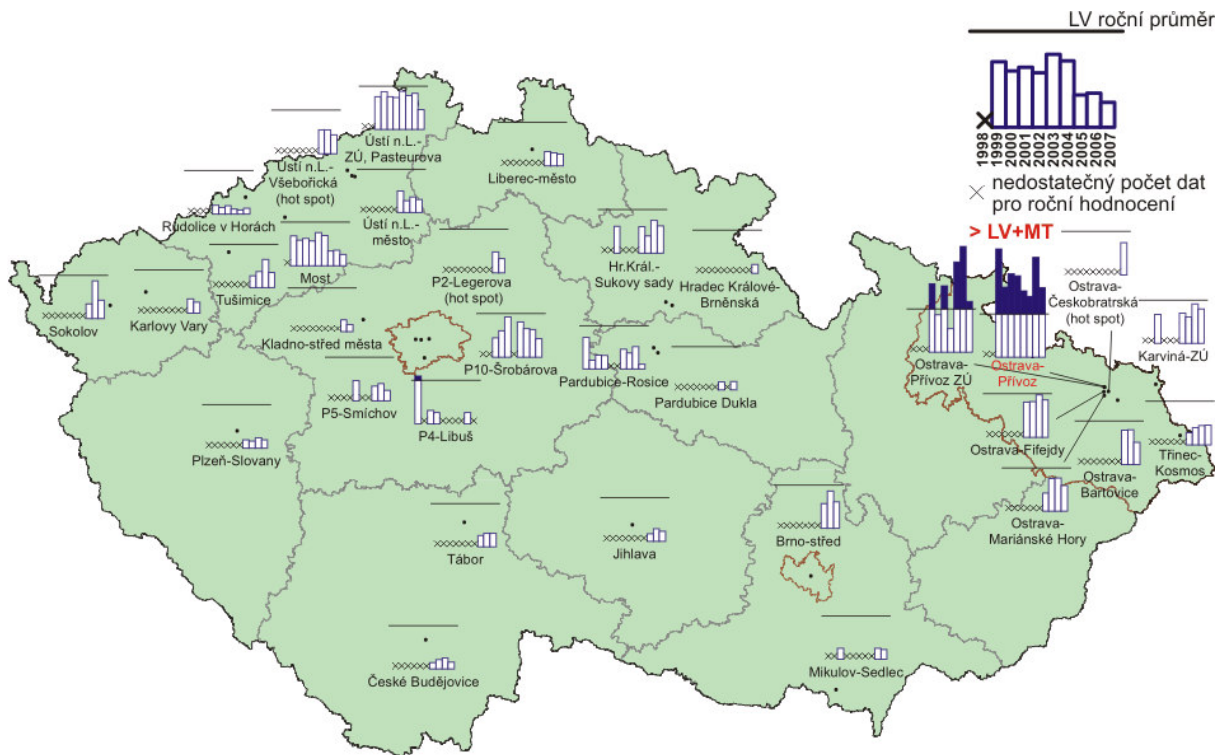 LV roční průměr
1998
1999
2000
2001
2002
2003
2004
2005
2006
2007
nedostatečný počet dat
pro roční hodnocení
> LV+MT
Ústí n.L.-
ZÚ, Pasteurova
Ústí n.L.-
Všebořická
(hot spot)
Liberec-město
Rudolice v Horách
Ústí n.L.-
město
Most
Tušimice
Sokolov
Karlovy Vary
P2-Legerova
(hot spot)
Hr.Král.-
Sukovy sady
Hradec Králové-
Brněnská
Ostrava-
Českobratrská
(hot spot)
Karviná-ZÚ
Kladno-střed města
P10-Šrobárova
Pardubice-Rosice
Ostrava-
Přívoz ZÚ
Ostrava-
Přívoz
P5-Smíchov
P4-Libuš
Pardubice Dukla
Plzeň-Slovany
Ostrava-Fifejdy
Třinec-
Kosmos
Ostrava-
Bartovice
Ostrava-
Mariánské Hory
Tábor
Jihlava
Brno-střed
České Budějovice
Mikulov-Sedlec